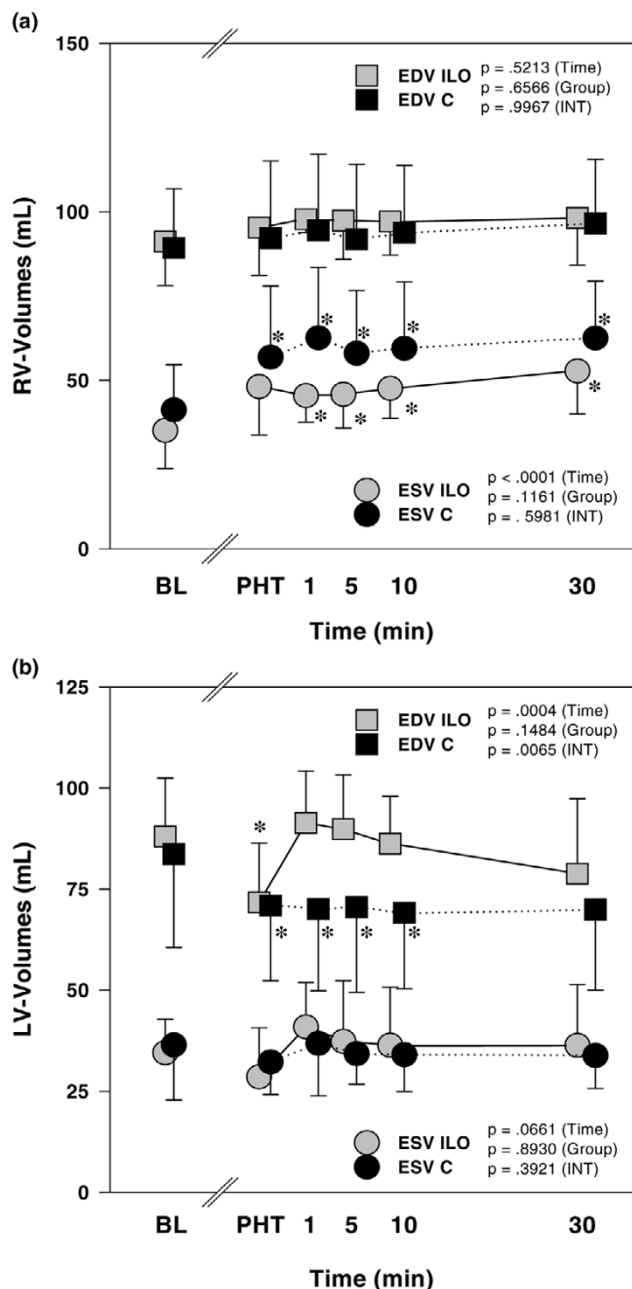 (a)
150
EDV ILO
EDV C
p = .5213 (Time)
p = .6566 (Group)
p = .9967 (INT)
RV-Volumes (mL)
100
* * * * *
50
* * * *
ESV ILO
ESV C
p < .0001 (Time)
p = .1161 (Group)
p = . 5981 (INT)
0
BL PHT 1 5 10 30
Time (min)
(b)
125
EDV ILO
EDV C
p = .0004 (Time)
p = .1484 (Group)
p = .0065 (INT)
100
*
LV-Volumes (mL)
75
* * * *
50
25
ESV ILO
ESV C
p = .0661 (Time)
p = .8930 (Group)
p = .3921 (INT)
0
BL PHT 1 5 10 30
Time (min)